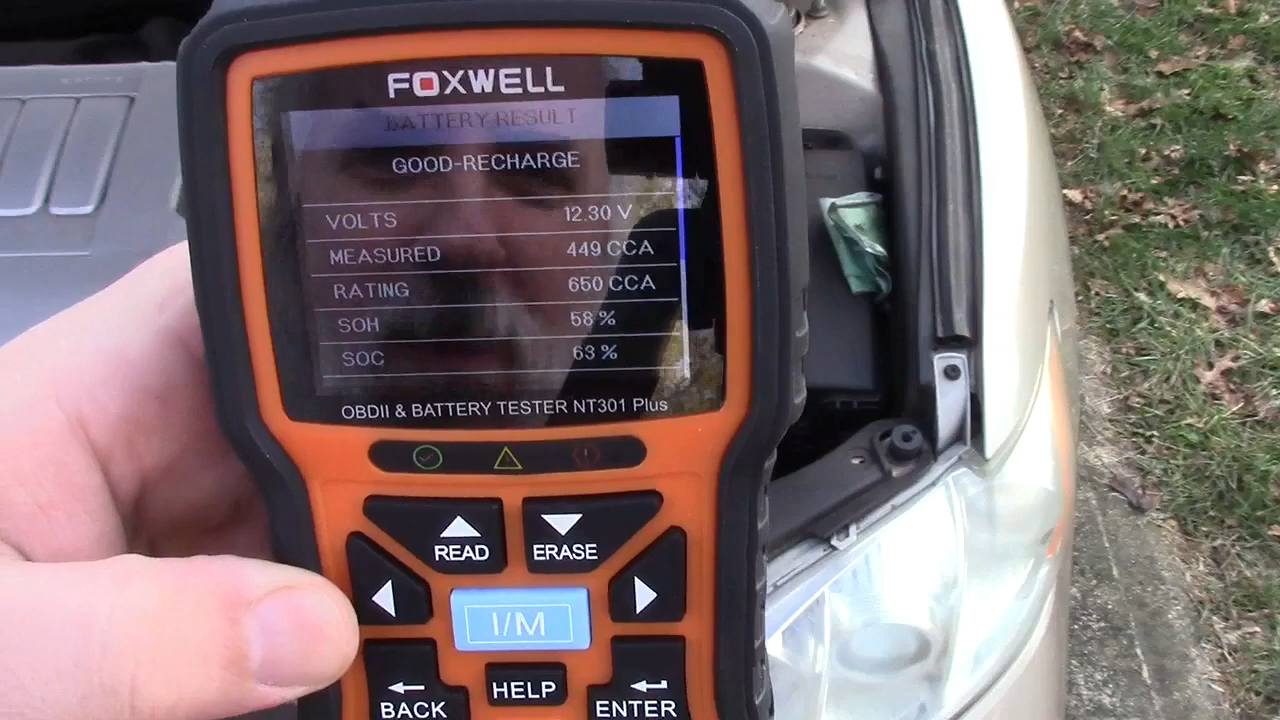 FOXWELL
BATTERY RESULT
GOOD-RECHARGE
VOLTS 12.30 V
MEASURED 449 CCA
RATING 650 CCA
SOH 58 %
SOC 63 %
OBDII & BATTERY TESTER NT301 Plus
READ ERASE
I/M
HELP
BACK ENTER